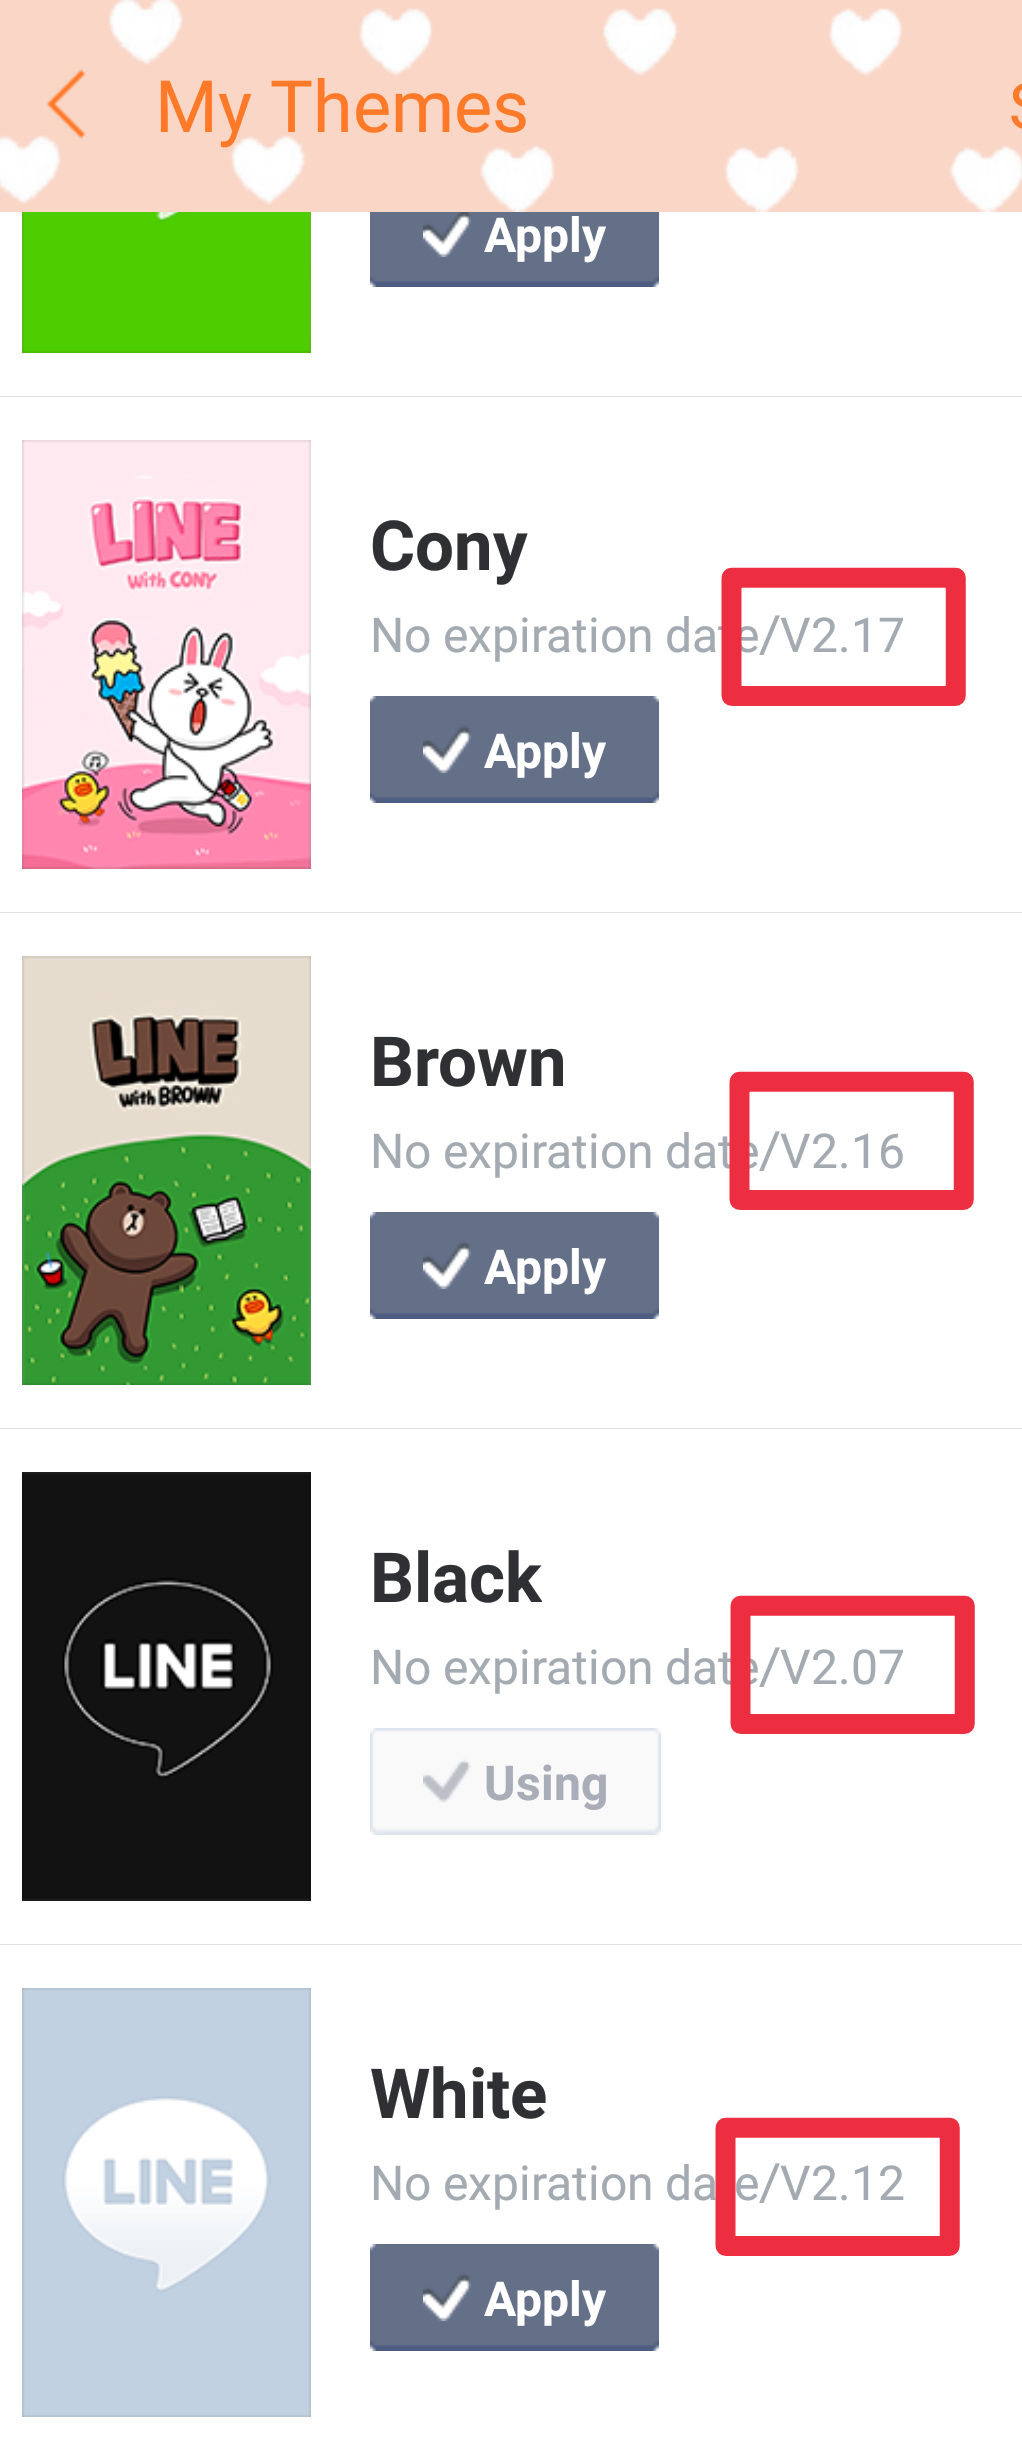 My Themes
Apply
LINE
With CONY
Cony
No expiration date/V2.17
Apply
LINE
With BROWN
Brown
No expiration date/V2.16
Apply
LINE
Black
No expiration date/V2.07
Using
LINE
White
No expiration date/V2.12
Apply